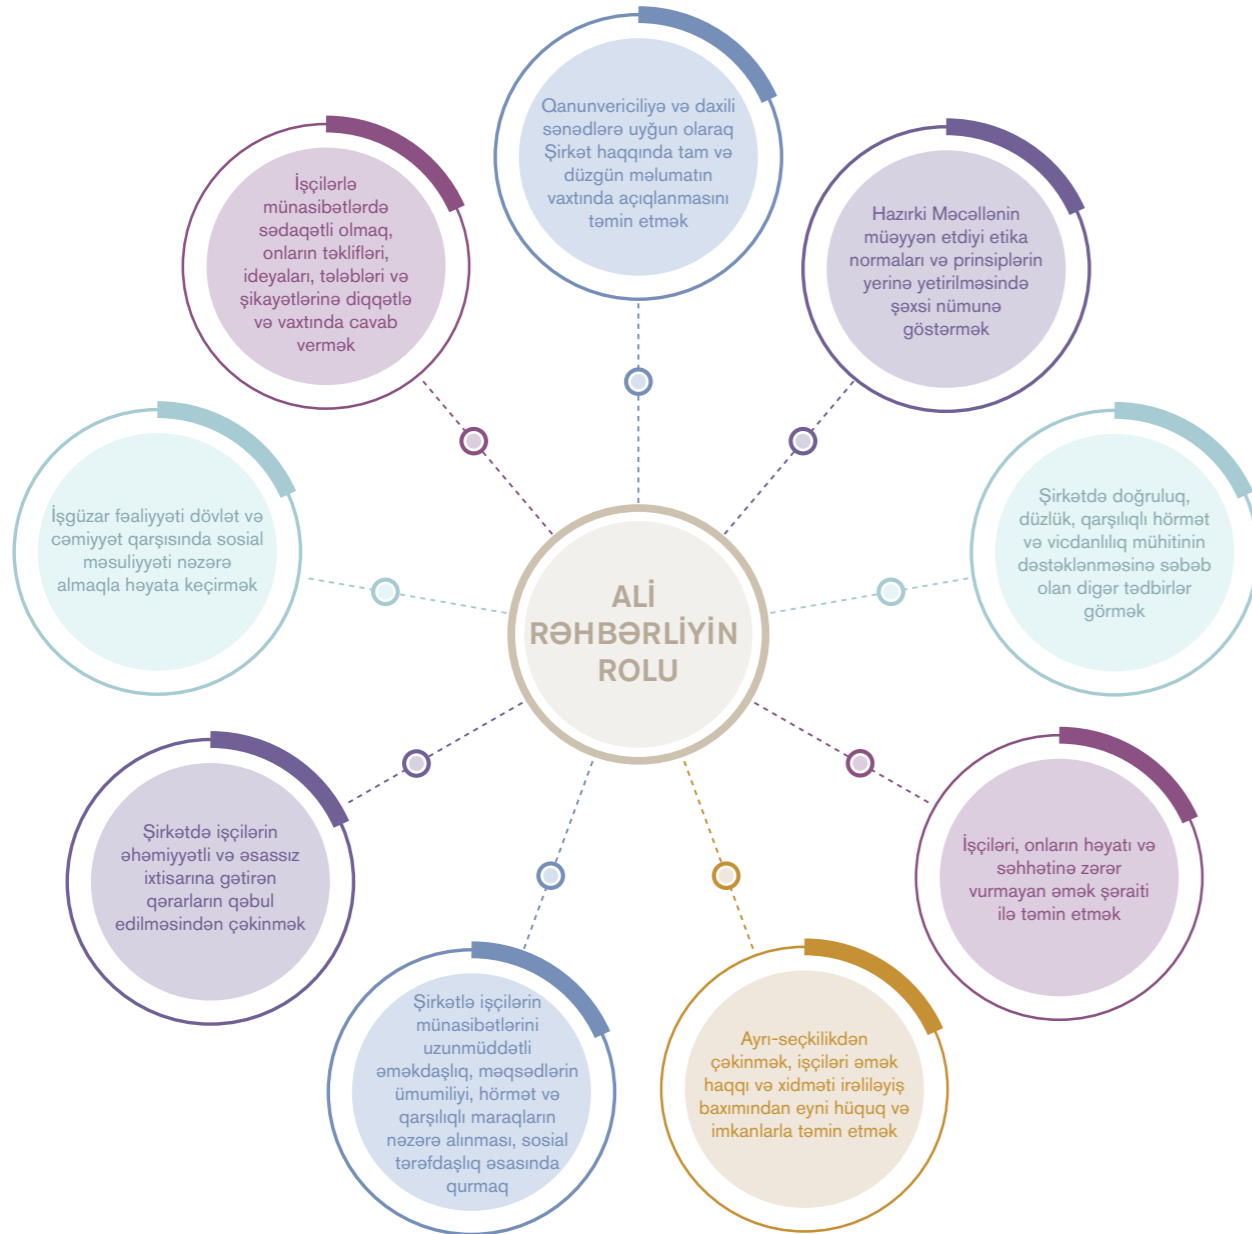 Qanunvericiliyə və daxili
sənədlərə uyğun olaraq
Şirkət haqqında tam və
düzgün məlumatın
vaxtında açıqlanmasını
təmin etmək
Hazırki Məcəllənin
müəyyən etdiyi etika
normaları və prinsiplərin
yerinə yetirilməsində
şəxsi nümunə
göstərmək
Şirkətdə doğruluq,
düzlük, qarşılıqlı hörmət
və vicdanlılıq mühitinin
dəstəklənməsinə səbəb
olan digər tədbirlər
görmək
İşçiləri, onların həyatı və
səhhətinə zərər
vurmayan əmək şəraiti
ilə təmin etmək
Ayrı-seçkilikdən
çəkinmək, işçiləri əmək
haqqı və xidməti irəliləyiş
baxımından eyni hüquq və
imkanlarla təmin etmək
Şirkətlə işçilərin
münasibətlərini
uzunmüddətli
əməkdaşlıq, məqsədlərin
ümumiliyi, hörmət və
qarşılıqlı maraqların
nəzərə alınması, sosial
tərəfdaşlıq əsasında
qurmaq
Şirkətdə işçilərin
əhəmiyyətli və əsassız
ixtisarına gətirən
qərarların qəbul
edilməsindən çəkinmək
İşgüzar fəaliyyəti dövlət və
cəmiyyət qarşısında sosial
məsuliyyəti nəzərə
almaqla həyata keçirmək
İşçilərlə
münasibətlərdə
sədaqətli olmaq,
onların təklifləri,
ideyaları, tələbləri və
şikayətlərinə diqqətlə
və vaxtında cavab
vermək
ALİ
RƏHBƏRLİYİN
ROLU